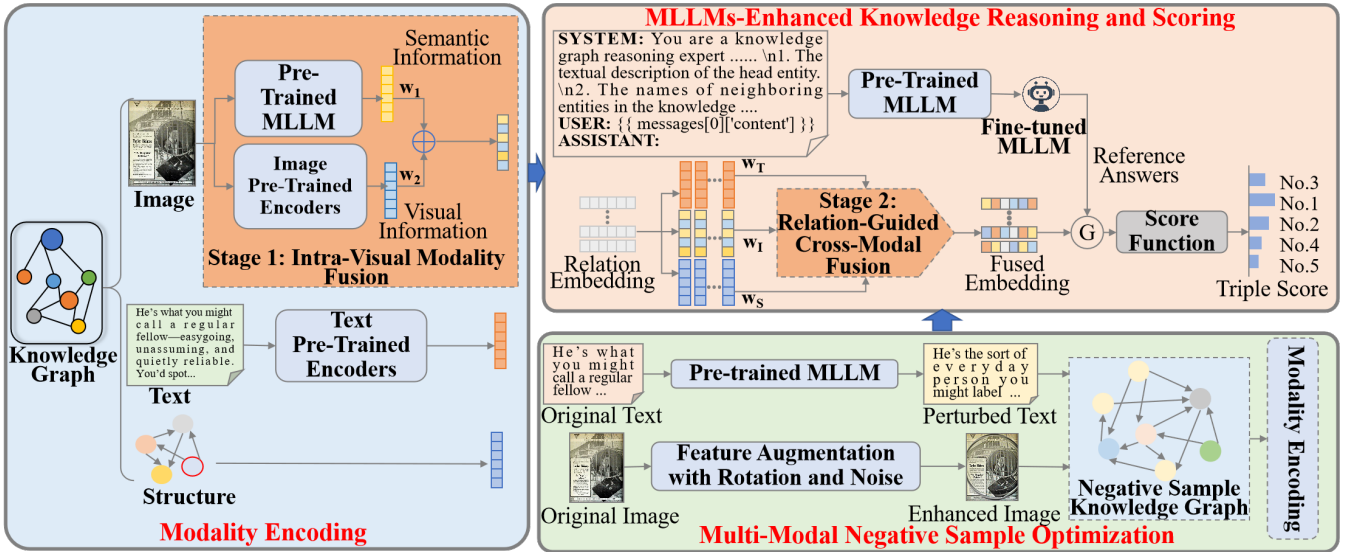 Semantic
Information
Pre-
Trained
MLLM
w1
Image
Pre-Trained
Encoders
w2
Visual
Information
Image
Stage 1: Intra-Visual Modality
Fusion
Knowledge
Graph
He's what you might
call a regular
fellow—easygoing,
unassuming, and
quietly reliable.
You'd spot...
Text
Text
Pre-Trained
Encoders
Structure
Modality Encoding
MLLMs-Enhanced Knowledge Reasoning and Scoring
SYSTEM: You are a knowledge
graph reasoning expert ...... \n1. The
textual description of the head entity.
\n2. The names of neighboring
entities in the knowledge ....
USER: {{ messages[0]['content'] }}
ASSISTANT:
Pre-Trained
MLLM
Fine-tuned
MLLM
Reference
Answers
Relation
Embedding
wT
wI
wS
Stage 2:
Relation-Guided
Cross-Modal
Fusion
Fused
Embedding
G
Score
Function
No.3
No.1
No.2
No.4
No.5
Triple Score
He's what
you might
call a regular
fellow ...
Original Text
Pre-trained MLLM
He's the sort of
everyday
person you
might label ...
Perturbed Text
Original Image
Feature Augmentation
with Rotation and Noise
Enhanced Image
Negative Sample
Knowledge Graph
Modality Encoding
Multi-Modal Negative Sample Optimization